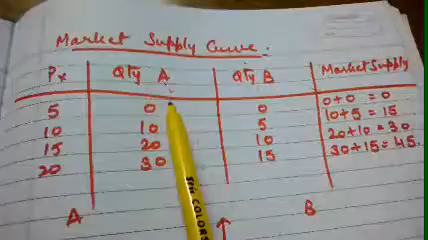 Market Supply Curve.
Px Qty A Qty B Market Supply
5 0 0 0+0 = 0
10 10 5 10+5 = 15
15 20 10 20+10 = 30
20 30 15 30+15 = 45
A B
COLORS